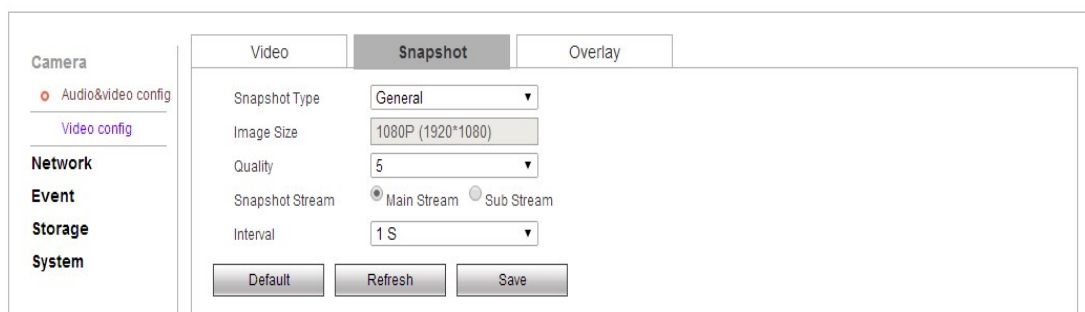 Camera
Audio&video config
Video config
Network
Event
Storage
System
Video Snapshot Overlay
Snapshot Type General
Image Size 1080P (1920*1080)
Quality 5
Snapshot Stream Main Stream Sub Stream
Interval 1 S
Default Refresh Save